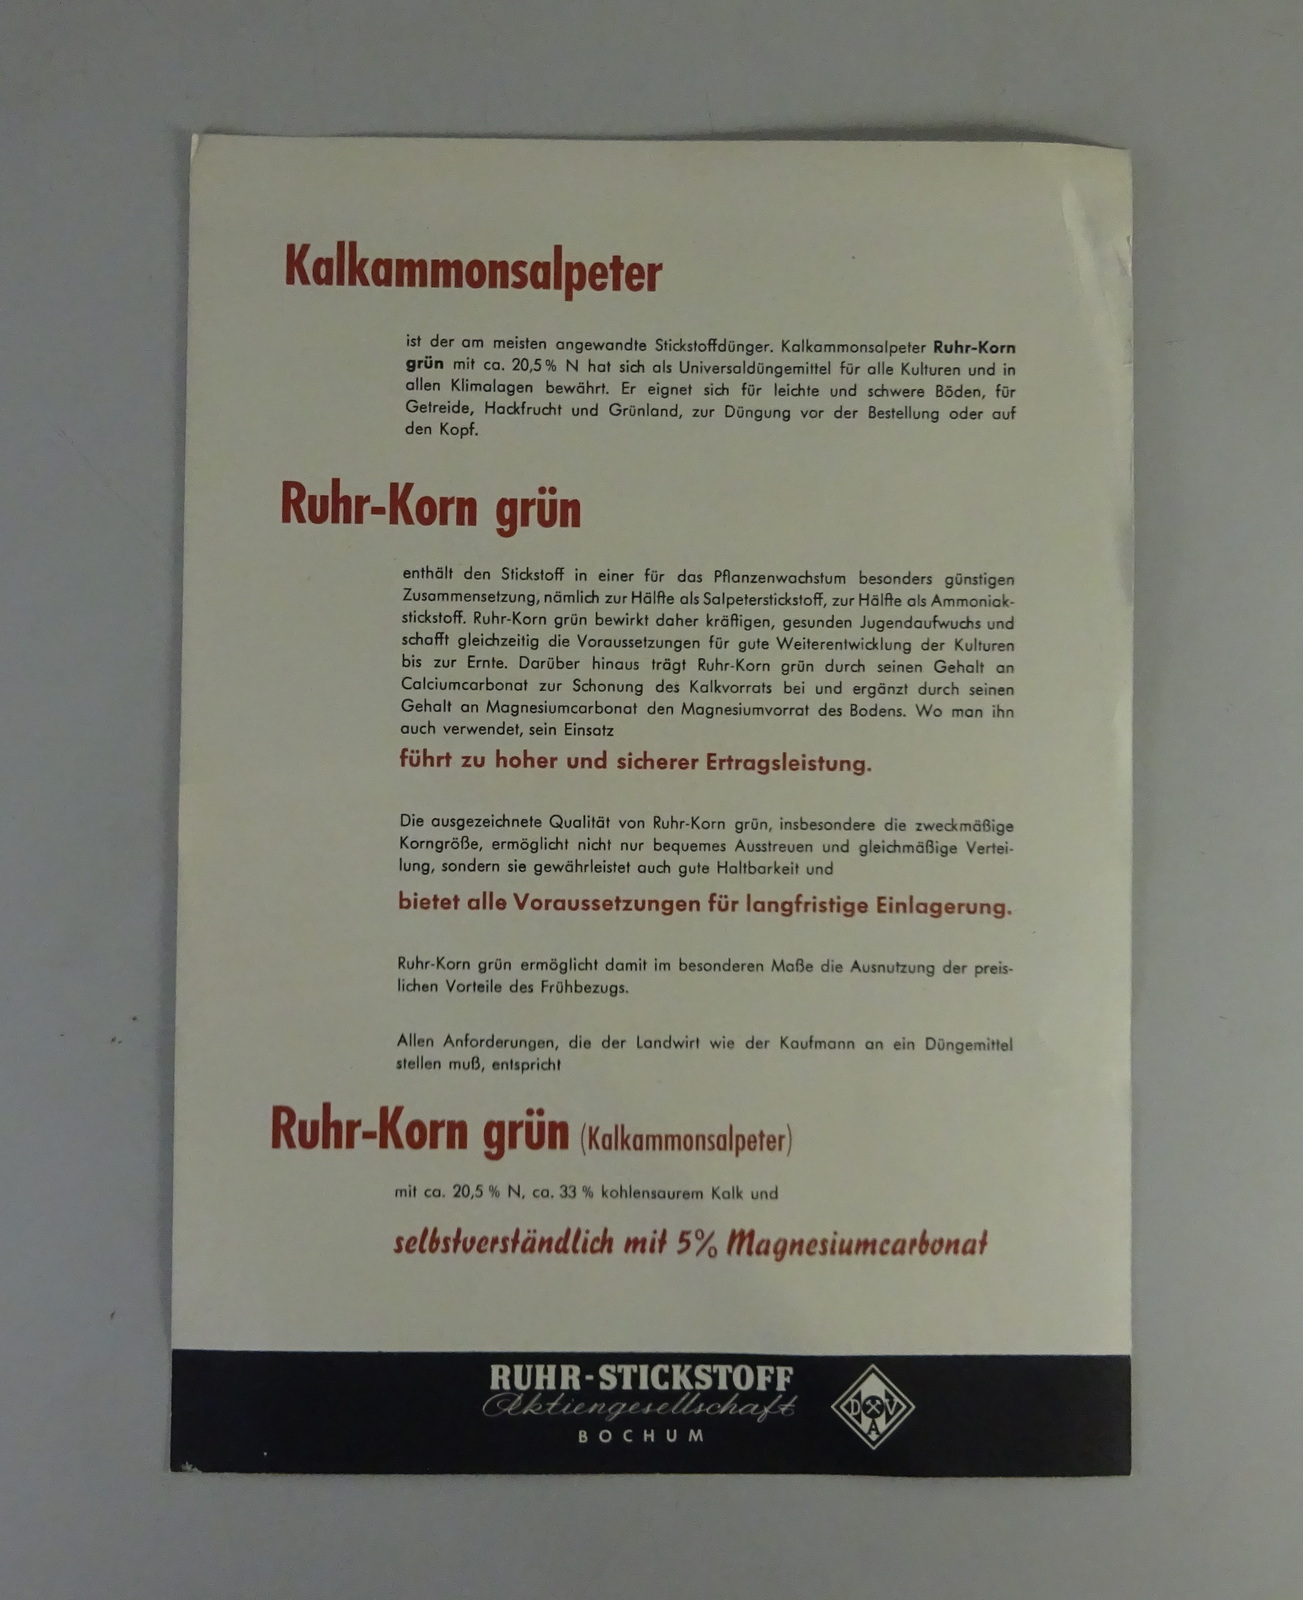 Kalkammonsalpeter
ist der am meisten angewandte Stickstoffdünger. Kalkammonsalpeter Ruhr-Korn
grün mit ca. 20,5% N hat sich als Universaldüngemittel für alle Kulturen und in
allen Klimalagen bewährt. Er eignet sich für leichte und schwere Böden, für
Getreide, Hackfrucht und Grünland, zur Düngung vor der Bestellung oder auf
den Kopf.
Ruhr-Korn grün
enthält den Stickstoff in einer für das Pflanzenwachstum besonders günstigen
Zusammensetzung, nämlich zur Hälfte als Salpeterstickstoff, zur Hälfte als Ammoniak-
stickstoff. Ruhr-Korn grün bewirkt daher kräftigen, gesunden Jugendaufwuchs und
schafft gleichzeitig die Voraussetzungen für gute Weiterentwicklung der Kulturen
bis zur Ernte. Darüber hinaus trägt Ruhr-Korn grün durch seinen Gehalt an
Calciumcarbonat zur Schonung des Kalkvorrats bei und ergänzt durch seinen
Gehalt an Magnesiumcarbonat den Magnesiumvorrat des Bodens. Wo man ihn
auch verwendet, sein Einsatz
führt zu hoher und sicherer Ertragsleistung.
Die ausgezeichnete Qualität von Ruhr-Korn grün, insbesondere die zweckmäßige
Korngröße, ermöglicht nicht nur bequemes Ausstreuen und gleichmäßige Vertei-
lung, sondern sie gewährleistet auch gute Haltbarkeit und
bietet alle Voraussetzungen für langfristige Einlagerung.
Ruhr-Korn grün ermöglicht damit im besonderen Maße die Ausnutzung der preis-
lichen Vorteile des Frühbezugs.
Allen Anforderungen, die der Landwirt wie der Kaufmann an ein Düngemittel
stellen muß, entspricht
Ruhr-Korn grün (Kalkammonsalpeter)
mit ca. 20,5% N, ca. 33% kohlensaurem Kalk und
selbstverständlich mit 5% Magnesiumcarbonat
RUHR-STICKSTOFF
Aktiengesellschaft
BOCHUM
D V
A